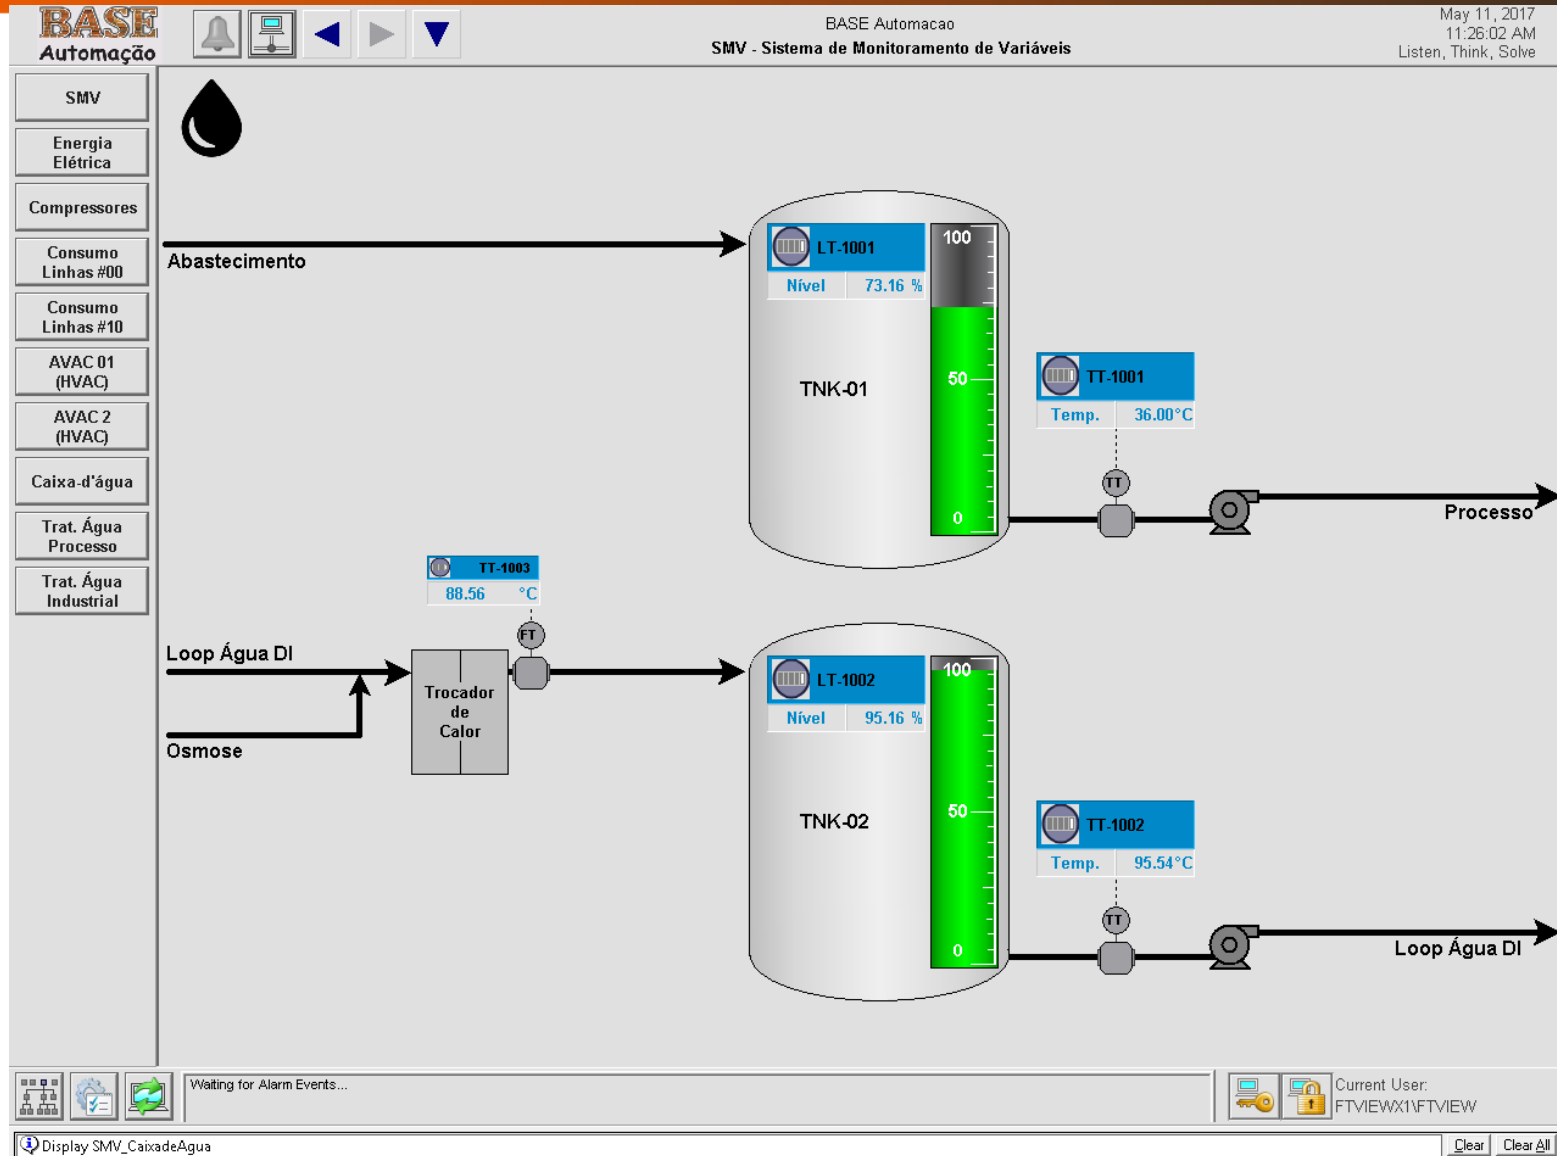 BASE
Automação
BASE Automacao
SMV - Sistema de Monitoramento de Variáveis
May 11, 2017
11:26:02 AM
Listen, Think, Solve
SMV
Energia
Elétrica
Compressores
Consumo
Linhas #00
Consumo
Linhas #10
AVAC 01
(HVAC)
AVAC 2
(HVAC)
Caixa-d'água
Trat. Água
Processo
Trat. Água
Industrial
Abastecimento
LT-1001
Nível 73.16 %
100
50
0
TNK-01
TT-1001
Temp. 36.00°C
TT
Processo
TT-1003
88.56 °C
FT
Loop Água DI
Osmose
Trocador
de
Calor
LT-1002
Nível 95.16 %
100
50
0
TNK-02
TT-1002
Temp. 95.54°C
TT
Loop Água DI
Waiting for Alarm Events...
Current User:
FTVIEWX1\FTVIEW
Display SMV_CaixadeAgua
Clear
Clear All